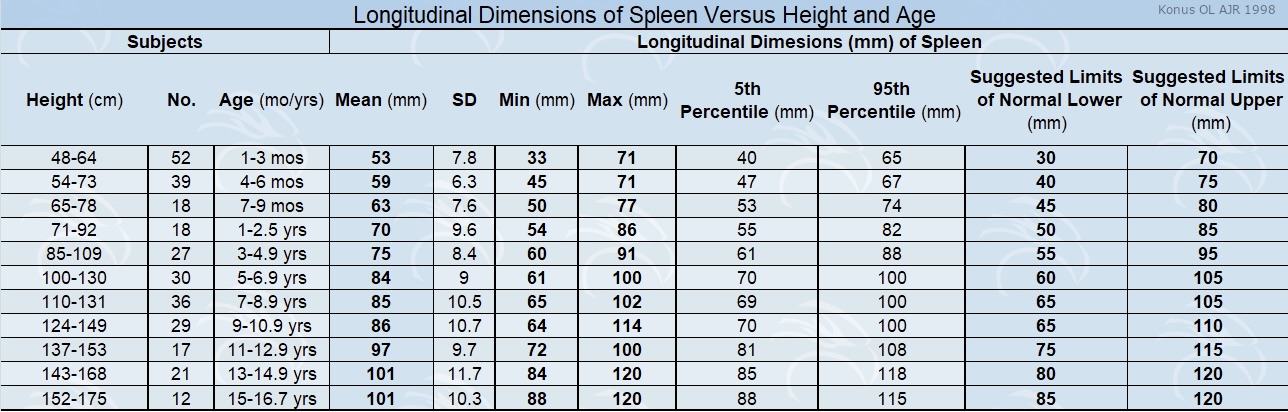 Longitudinal Dimensions of Spleen Versus Height and Age
Konus OL AJR 1998
Subjects Longitudinal Dimesions (mm) of Spleen
Height (cm) No. Age (mo/yrs) Mean (mm) SD Min (mm) Max (mm) 5th Percentile (mm) 95th Percentile (mm) Suggested Limits of Normal Lower (mm) Suggested Limits of Normal Upper (mm)
48-64 52 1-3 mos 53 7.8 33 71 40 65 30 70
54-73 39 4-6 mos 59 6.3 45 71 47 67 40 75
65-78 18 7-9 mos 63 7.6 50 77 53 74 45 80
71-92 18 1-2.5 yrs 70 9.6 54 86 55 82 50 85
85-109 27 3-4.9 yrs 75 8.4 60 91 61 88 55 95
100-130 30 5-6.9 yrs 84 9 61 100 70 100 60 105
110-131 36 7-8.9 yrs 85 10.5 65 102 69 100 65 105
124-149 29 9-10.9 yrs 86 10.7 64 114 70 100 65 110
137-153 17 11-12.9 yrs 97 9.7 72 100 81 108 75 115
143-168 21 13-14.9 yrs 101 11.7 84 120 85 118 80 120
152-175 12 15-16.7 yrs 101 10.3 88 120 88 115 85 120